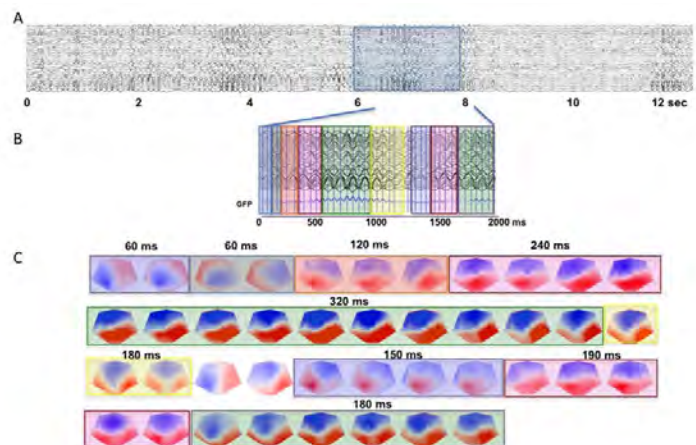 A
0 2 4 6 8 10 12 sec
B
GFP
0 500 1000 1500 2000 ms
C
60 ms 60 ms 120 ms 240 ms
320 ms
180 ms 150 ms 190 ms
180 ms